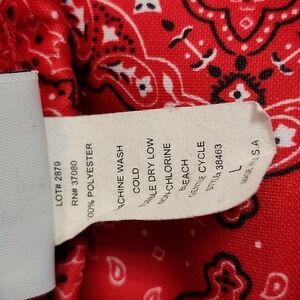 LOT# 2879
RN# 37080
100% POLYESTER
MACHINE WASH
COLD
TUMBLE DRY LOW
NON-CHLORINE
BEACH
GENTLE CYCLE
STYLE 38463
L
MADE IN U.S.A